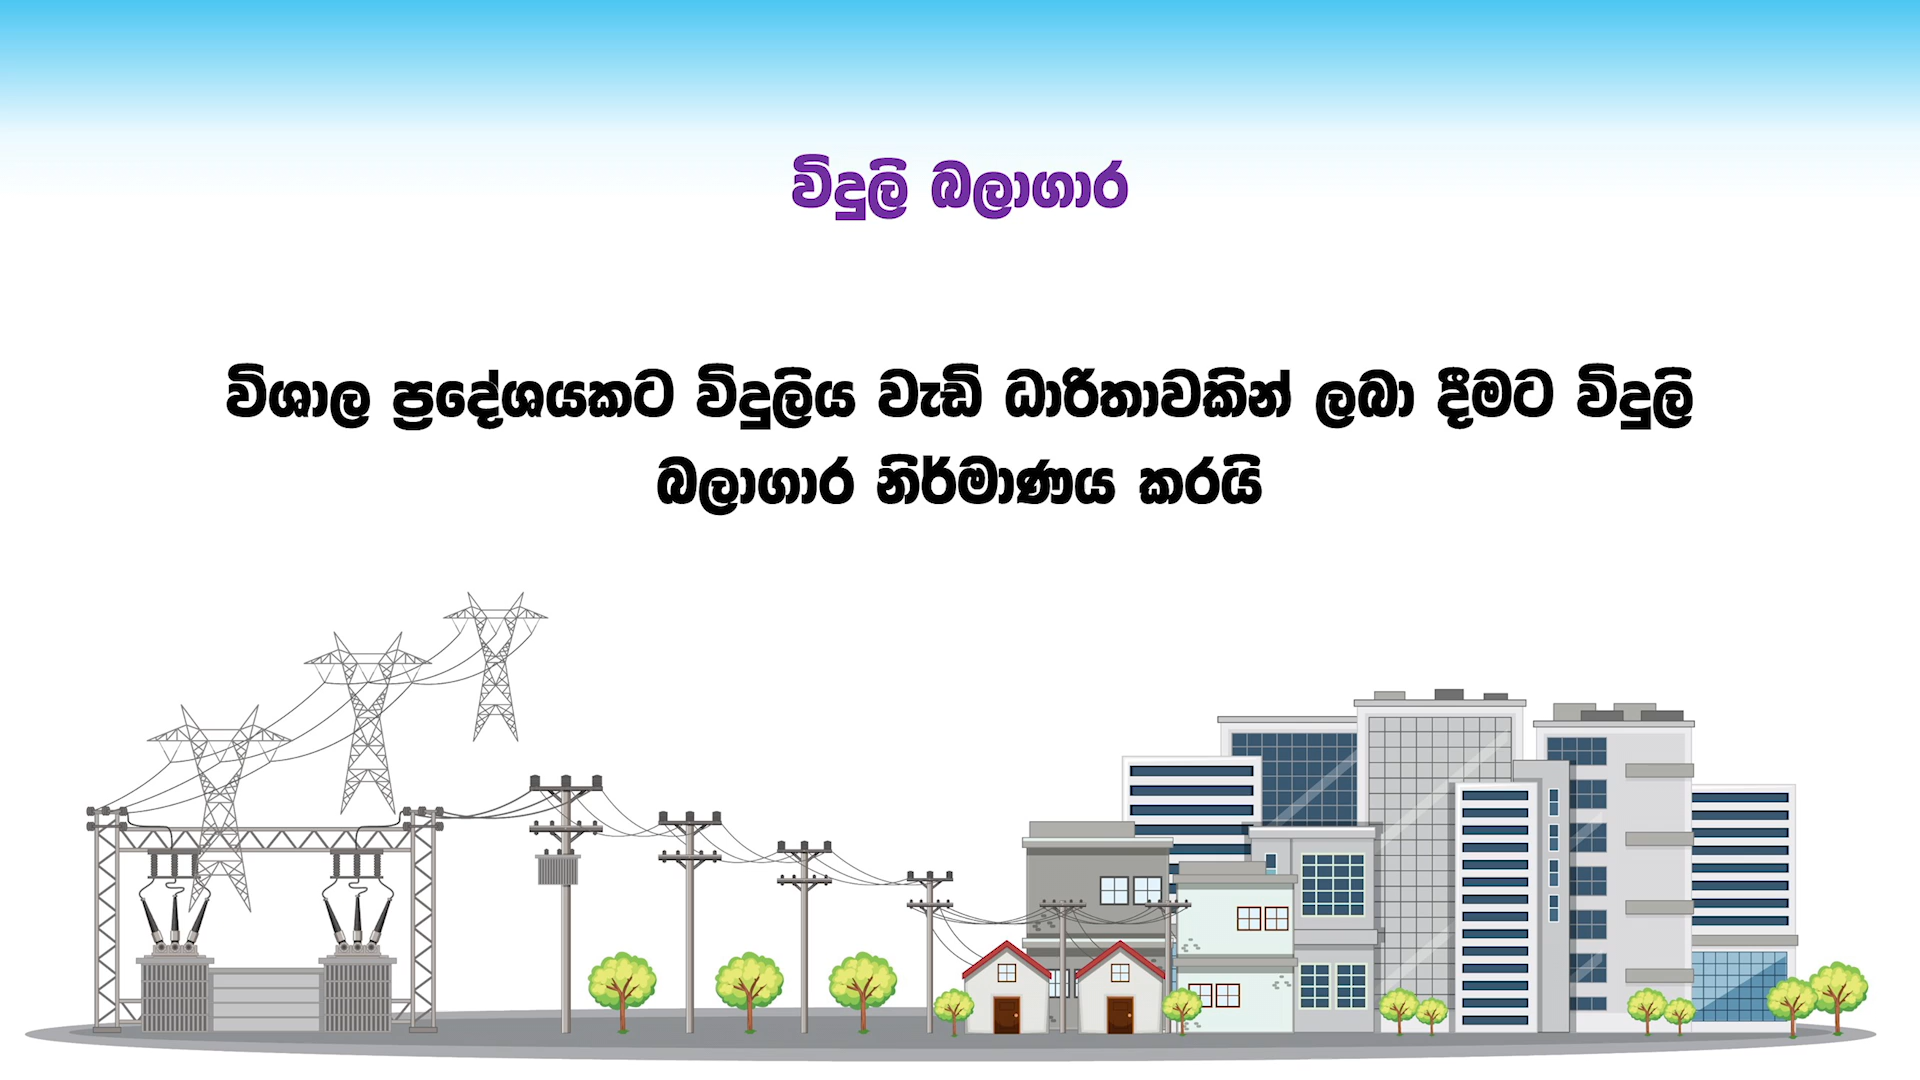 විදුලි බලාගාර
විශාල ප්‍රදේශයකට විදුලිය වැඩි ධාරිතාවකින් ලබා දීමට විදුලි
බලාගාර නිර්මාණය කරයි